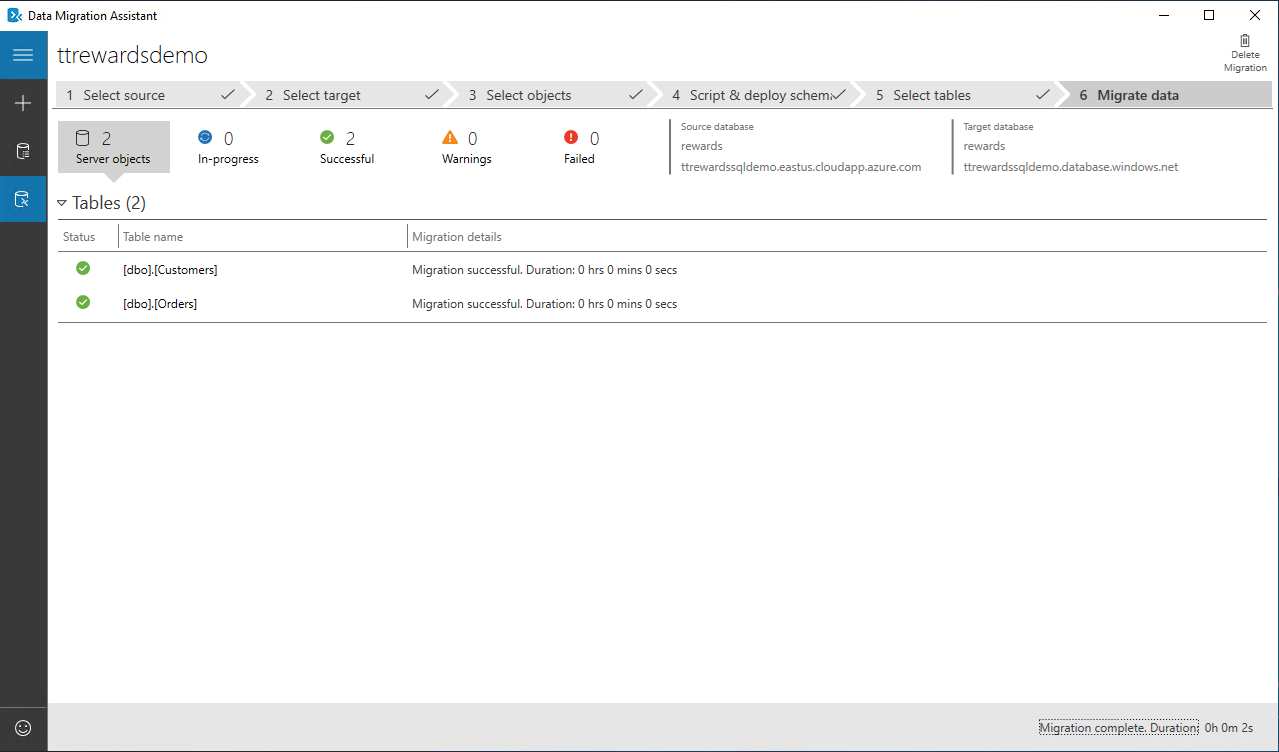 Data Migration Assistant
ttrewardsdemo
Delete
Migration
1 Select source
2 Select target
3 Select objects
4 Script & deploy schem
5 Select tables
6 Migrate data
2
Server objects
0
In-progress
2
Successful
0
Warnings
0
Failed
Source database
rewards
ttrewardssqldemo.eastus.cloudapp.azure.com
Target database
rewards
ttrewardssqldemo.database.windows.net
Tables (2)
Status Table name Migration details
[dbo].[Customers] Migration successful. Duration: 0 hrs 0 mins 0 secs
[dbo].[Orders] Migration successful. Duration: 0 hrs 0 mins 0 secs
Migration complete. Duration: 0h 0m 2s